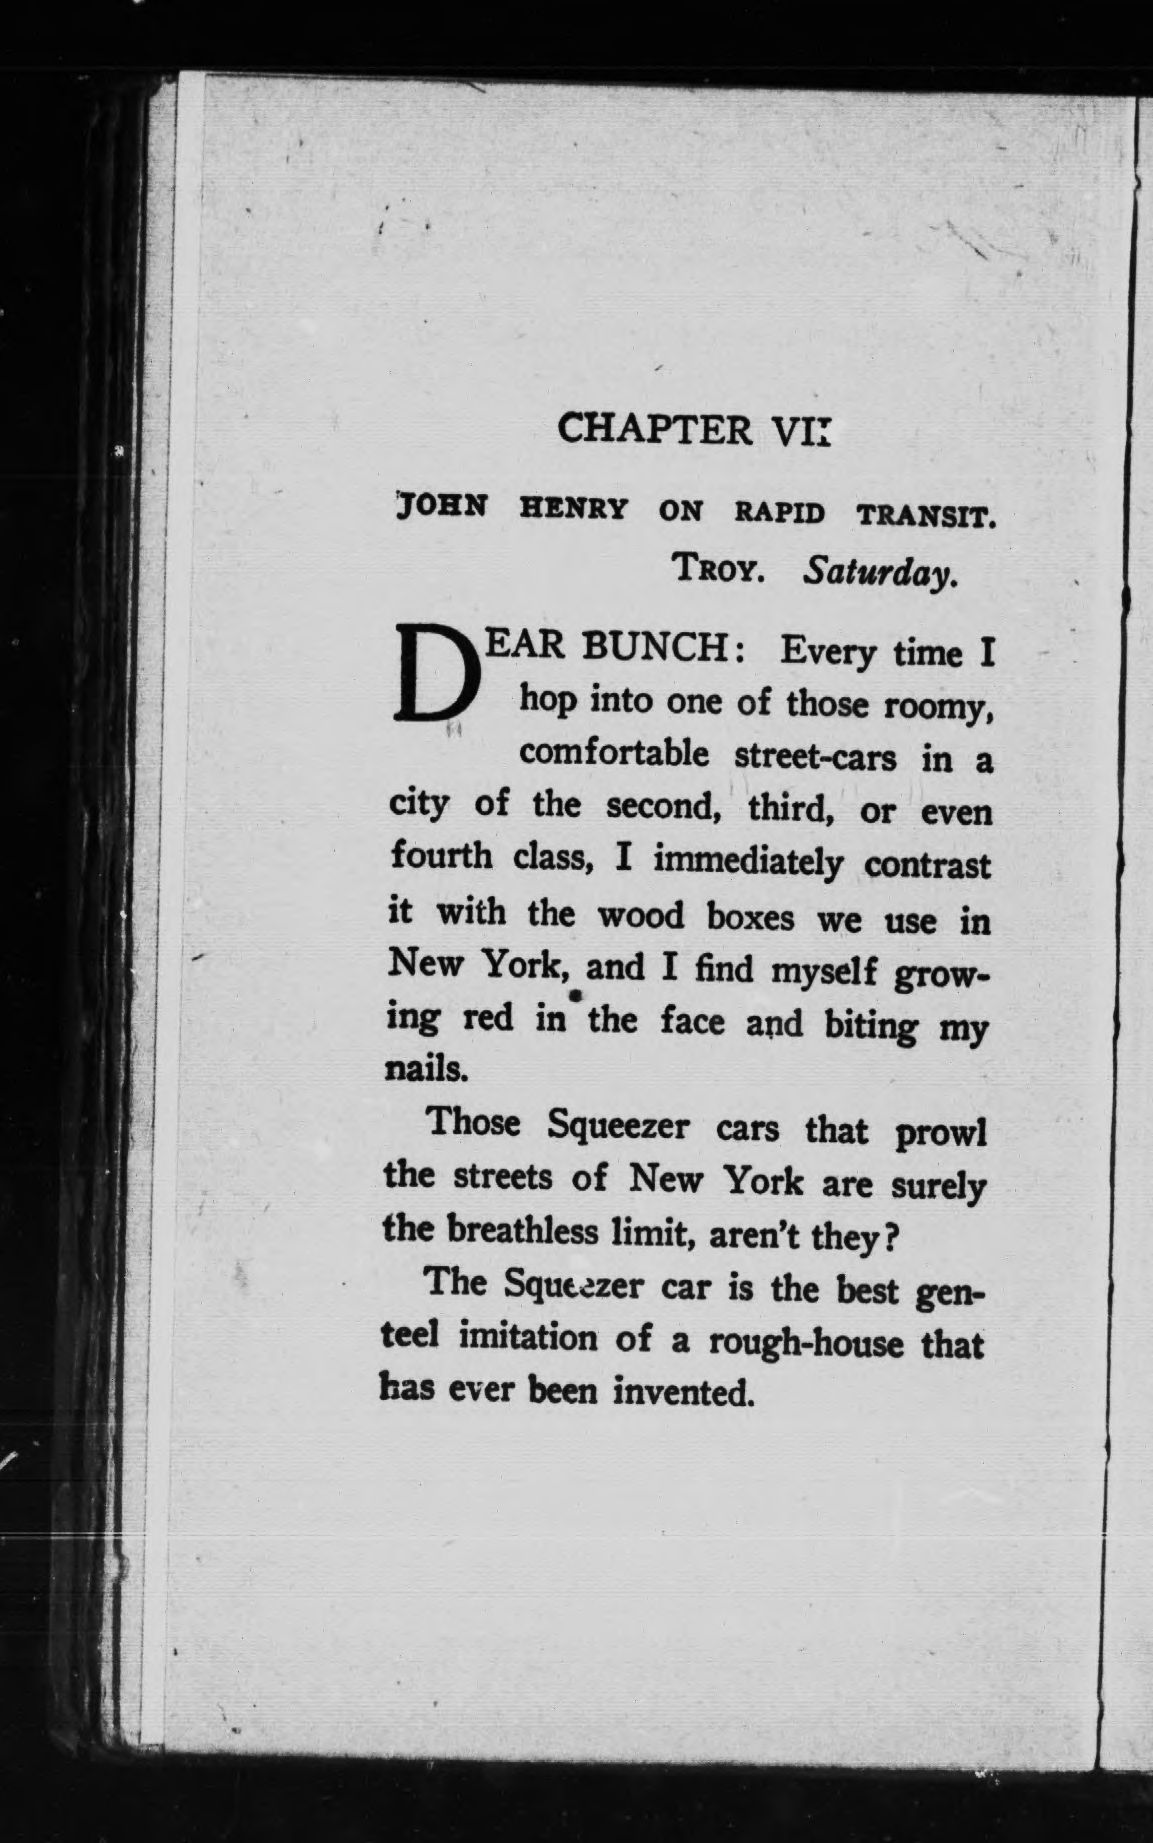 CHAPTER VII
JOHN HENRY ON RAPID TRANSIT.
TROY. Saturday.
DEAR BUNCH: Every time I
hop into one of those roomy,
comfortable street-cars in a
city of the second, third, or even
fourth class, I immediately contrast
it with the wood boxes we use in
New York, and I find myself grow-
ing red in the face and biting my
nails.
Those Squeezer cars that prowl
the streets of New York are surely
the breathless limit, aren't they?
The Squeezer car is the best gen-
teel imitation of a rough-house that
has ever been invented.